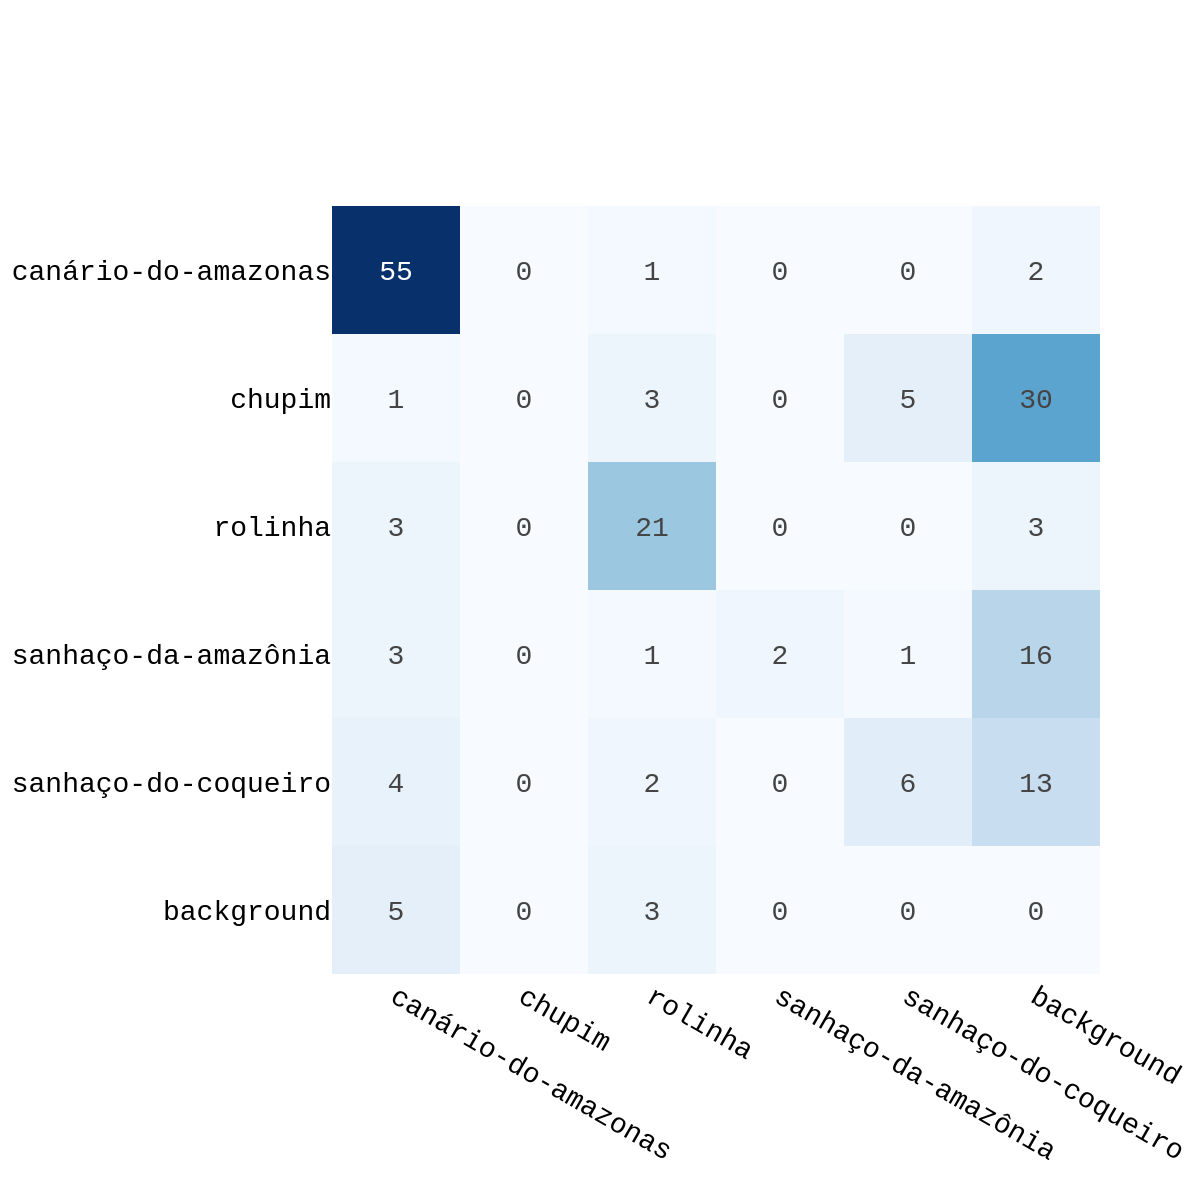 canário-do-amazonas 55 0 1 0 0 2
chupim 1 0 3 0 5 30
rolinha 3 0 21 0 0 3
sanhaço-da-amazônia 3 0 1 2 1 16
sanhaço-do-coqueiro 4 0 2 0 6 13
background 5 0 3 0 0 0
canário-do-amazonas
chupim
rolinha
sanhaço-da-amazônia
sanhaço-do-coqueiro
background